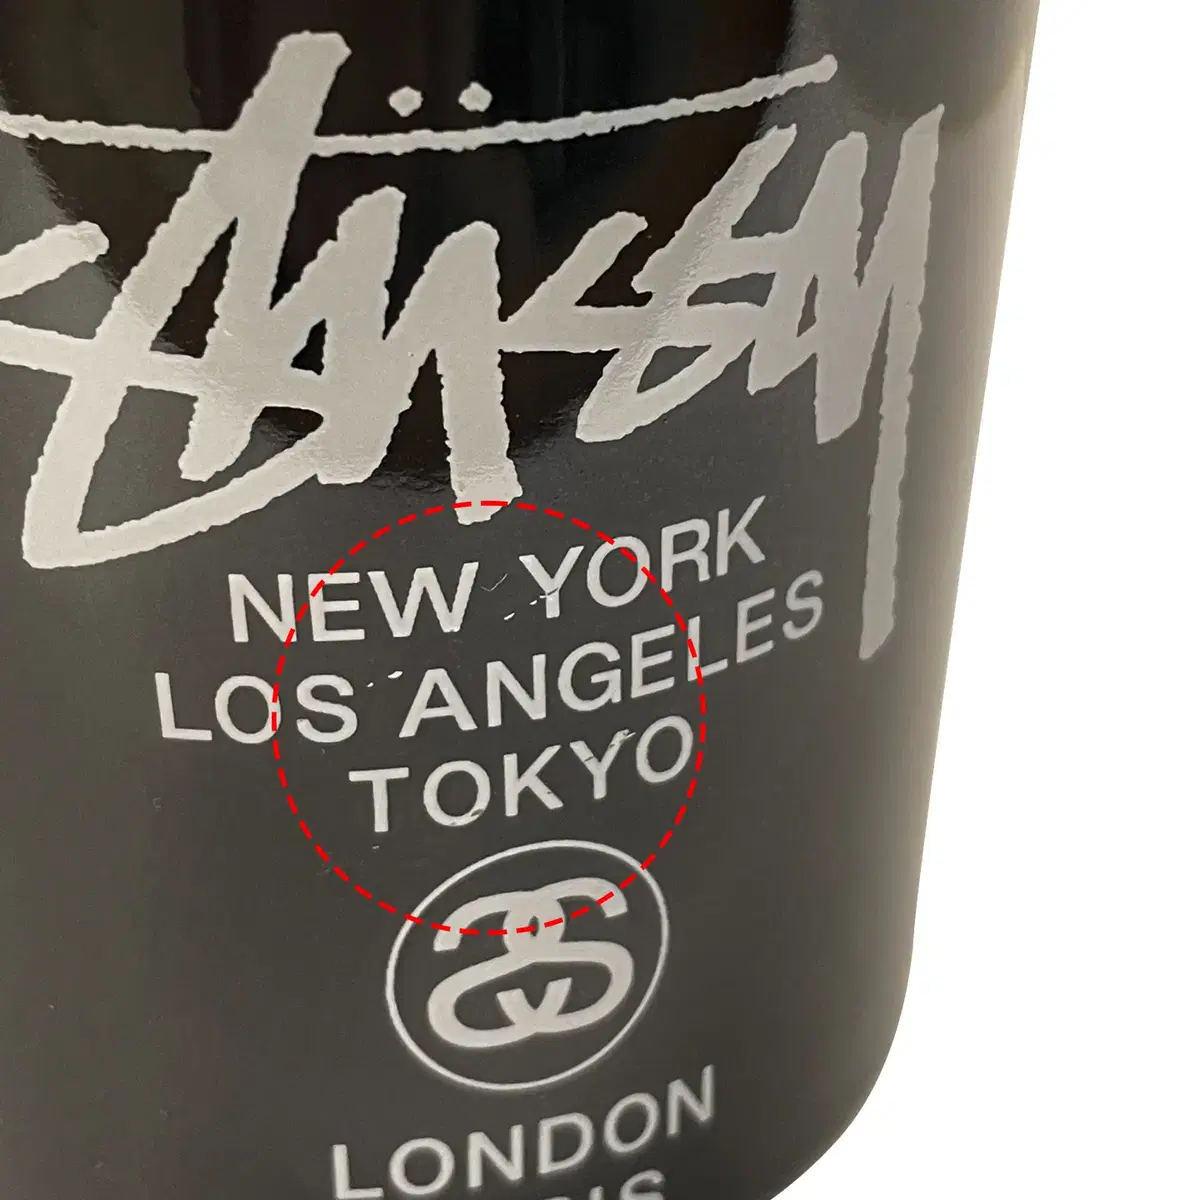 Stüssy
NEW YORK
LOS ANGELES
TOKYO
LONDON